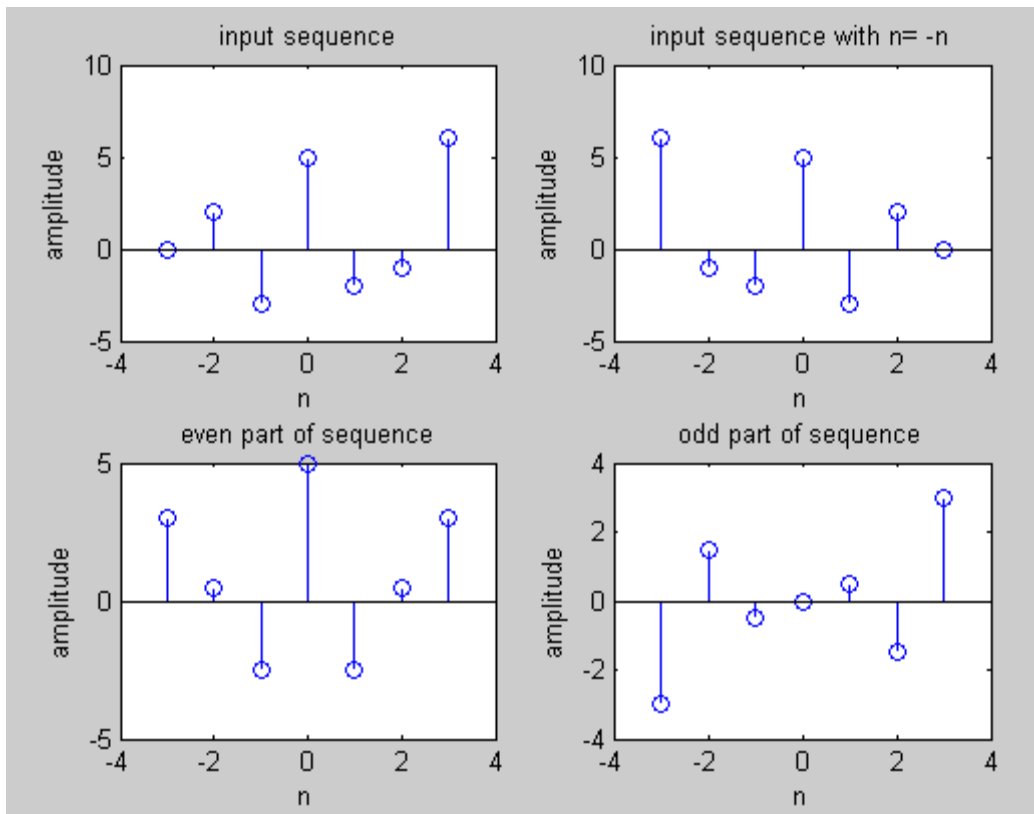 input sequence
10
5
0
-5
amplitude
-4 -2 0 2 4
n
input sequence with n= -n
10
5
0
-5
amplitude
-4 -2 0 2 4
n
even part of sequence
5
0
-5
amplitude
-4 -2 0 2 4
n
odd part of sequence
4
2
0
-2
-4
amplitude
-4 -2 0 2 4
n